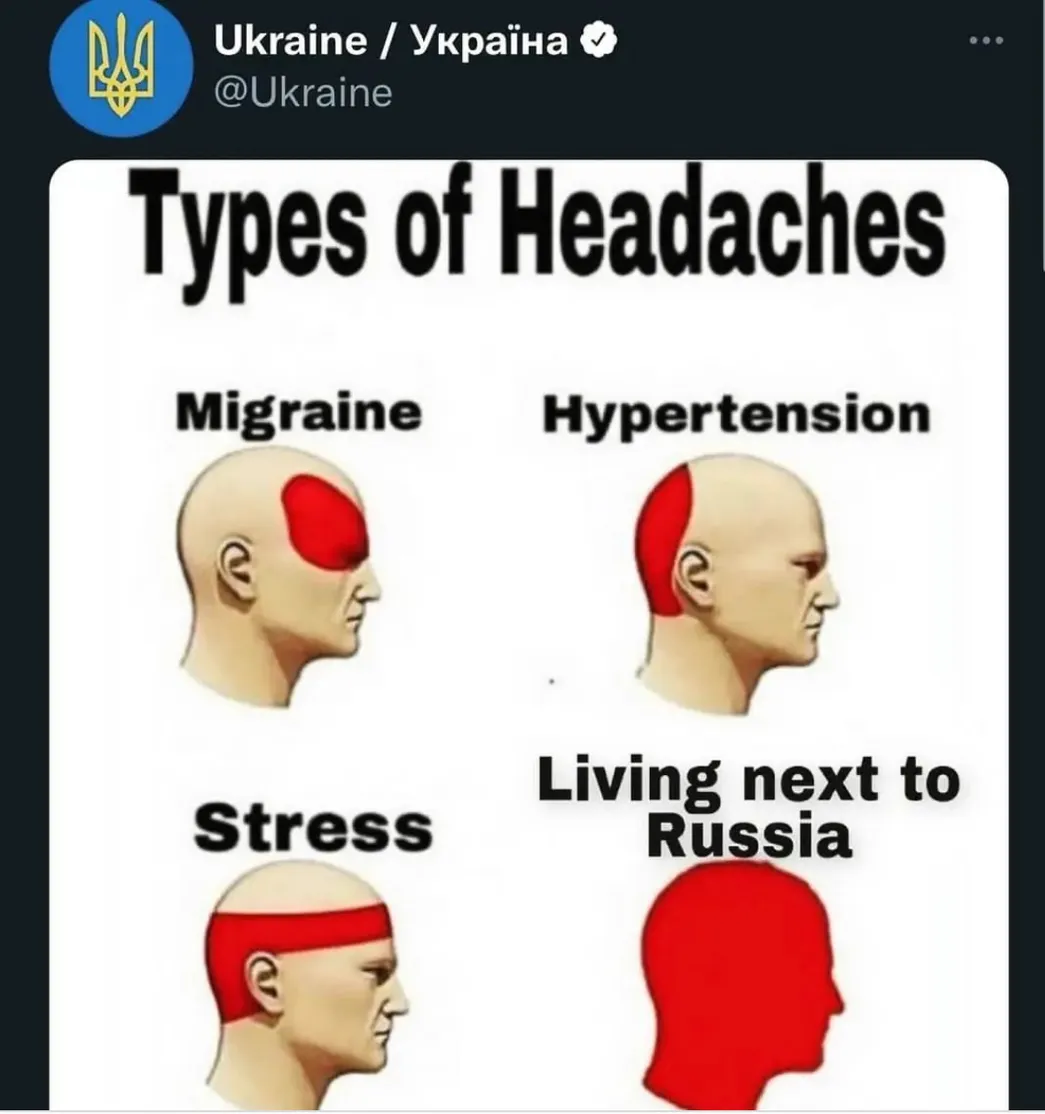 Ukraine / Україна
@Ukraine
Types of Headaches
Migraine
Hypertension
Stress
Living next to
Russia